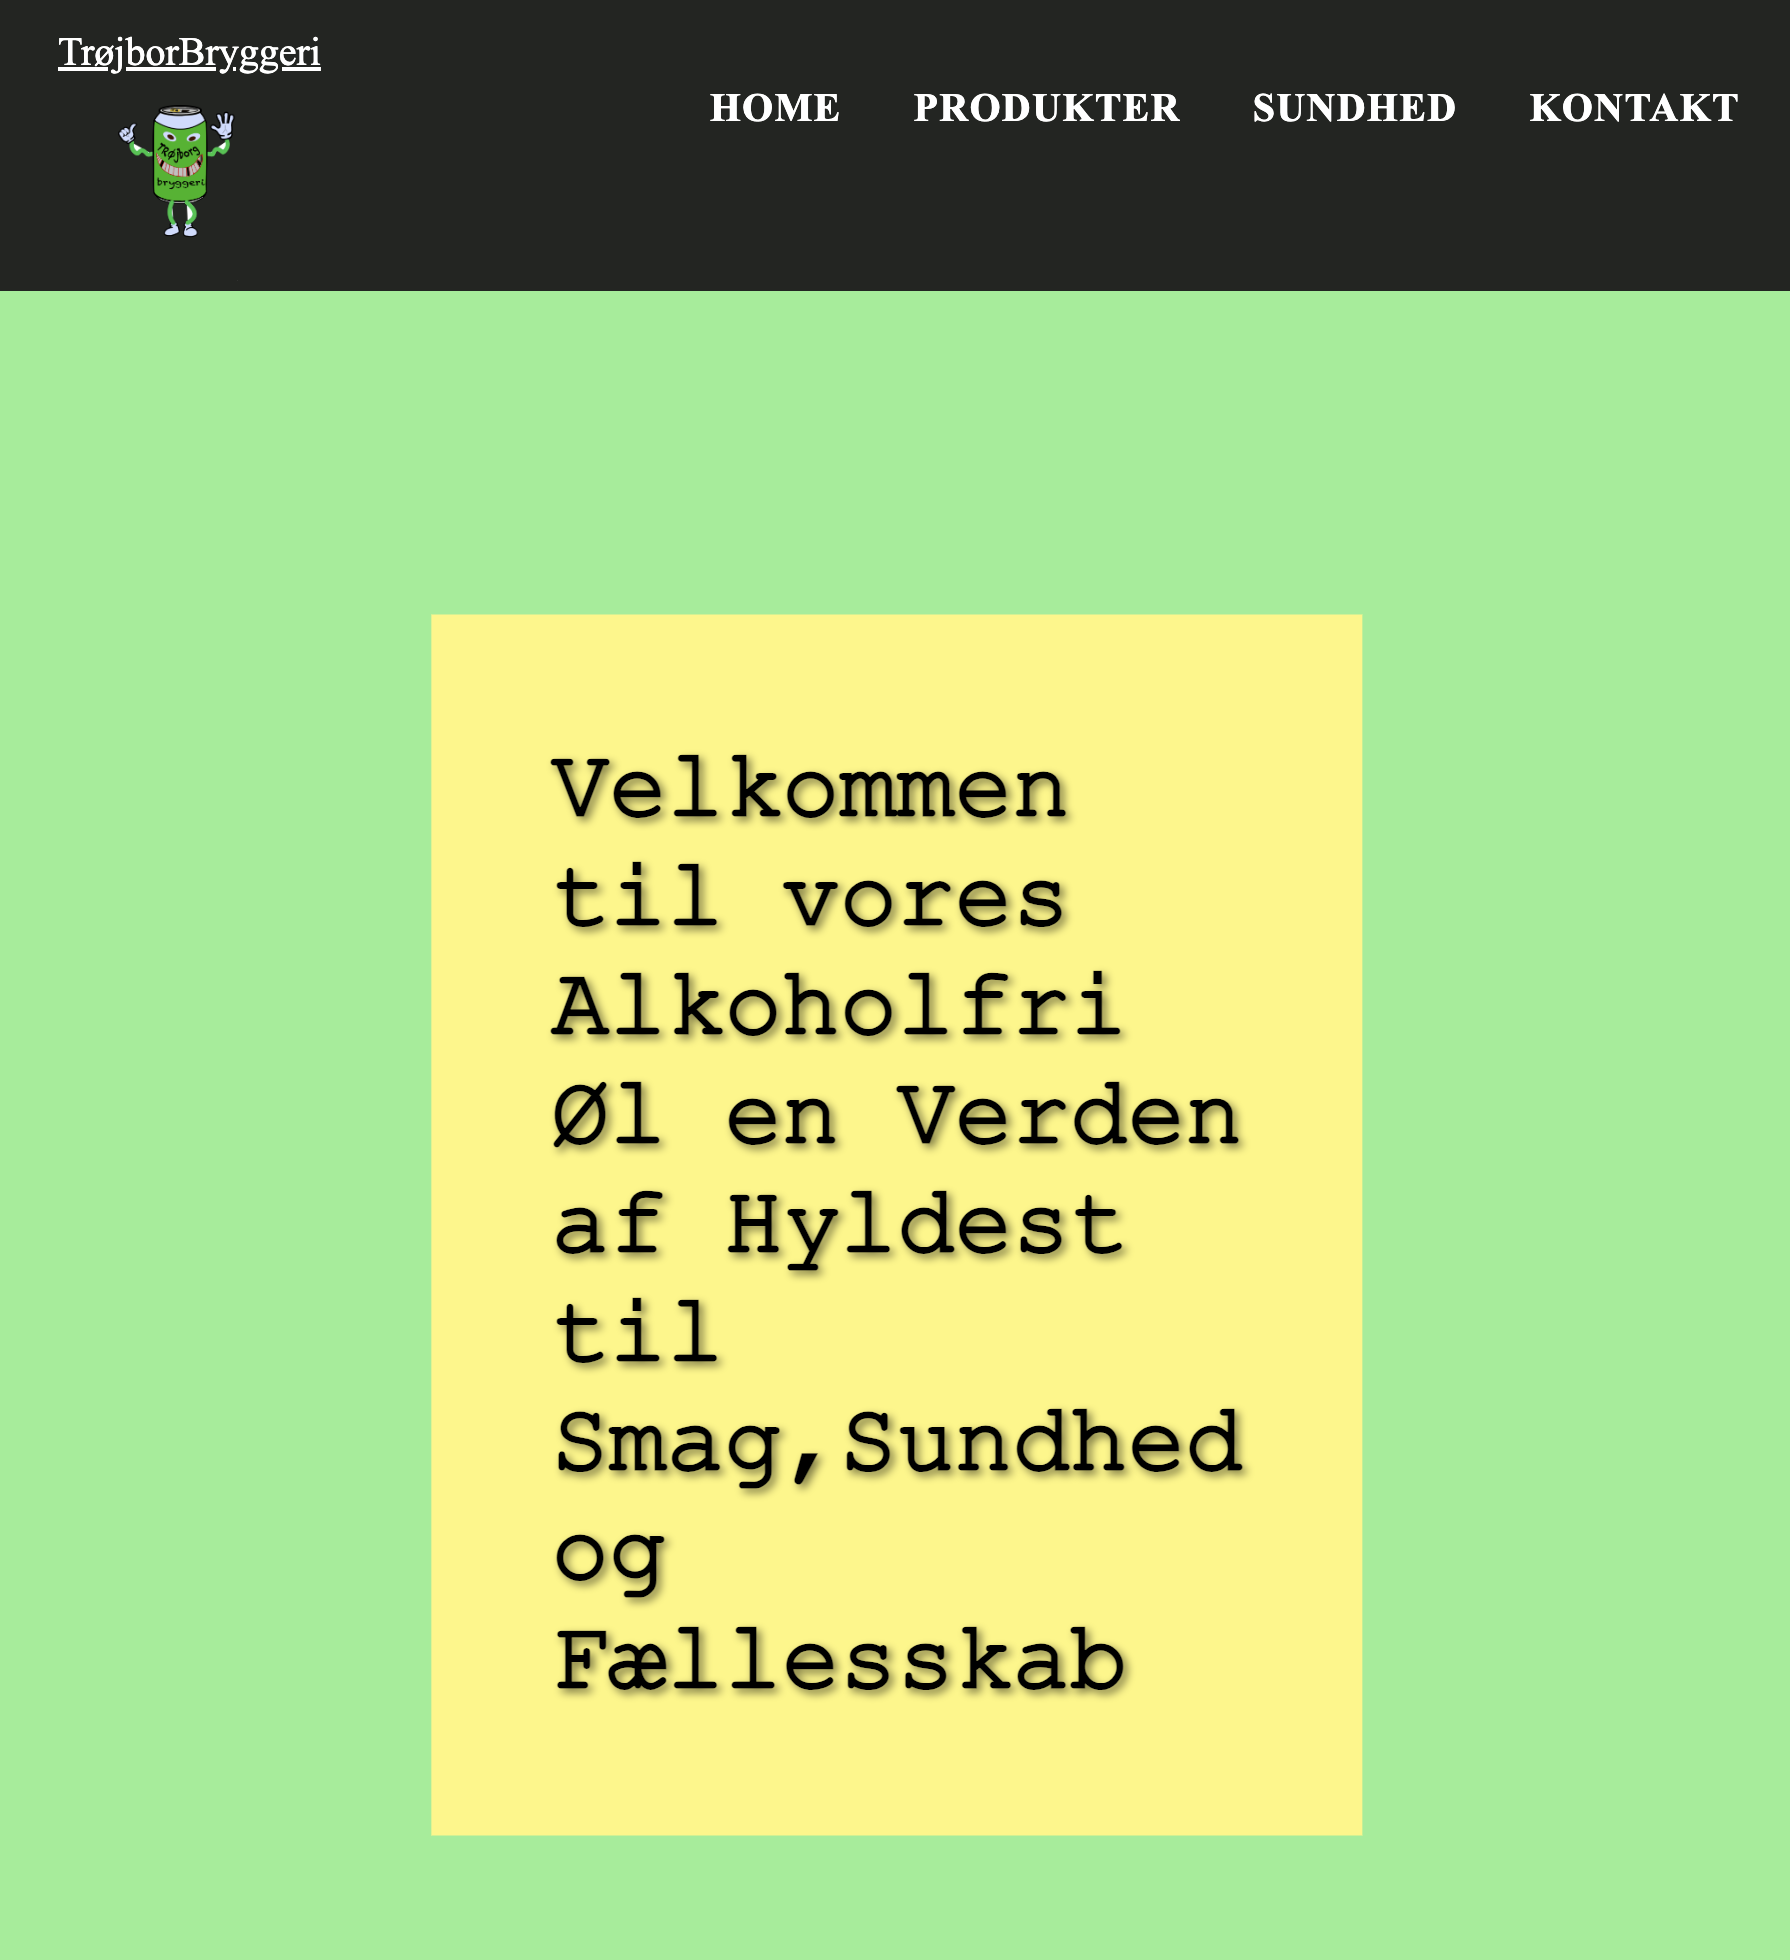 TrøjborBryggeri
HOME PRODUKTER SUNDHED KONTAKT
TRøjborg
bryggeri
Velkommen
til vores
Alkoholfri
Øl en Verden
af Hyldest
til
Smag,Sundhed
og
Fællesskab